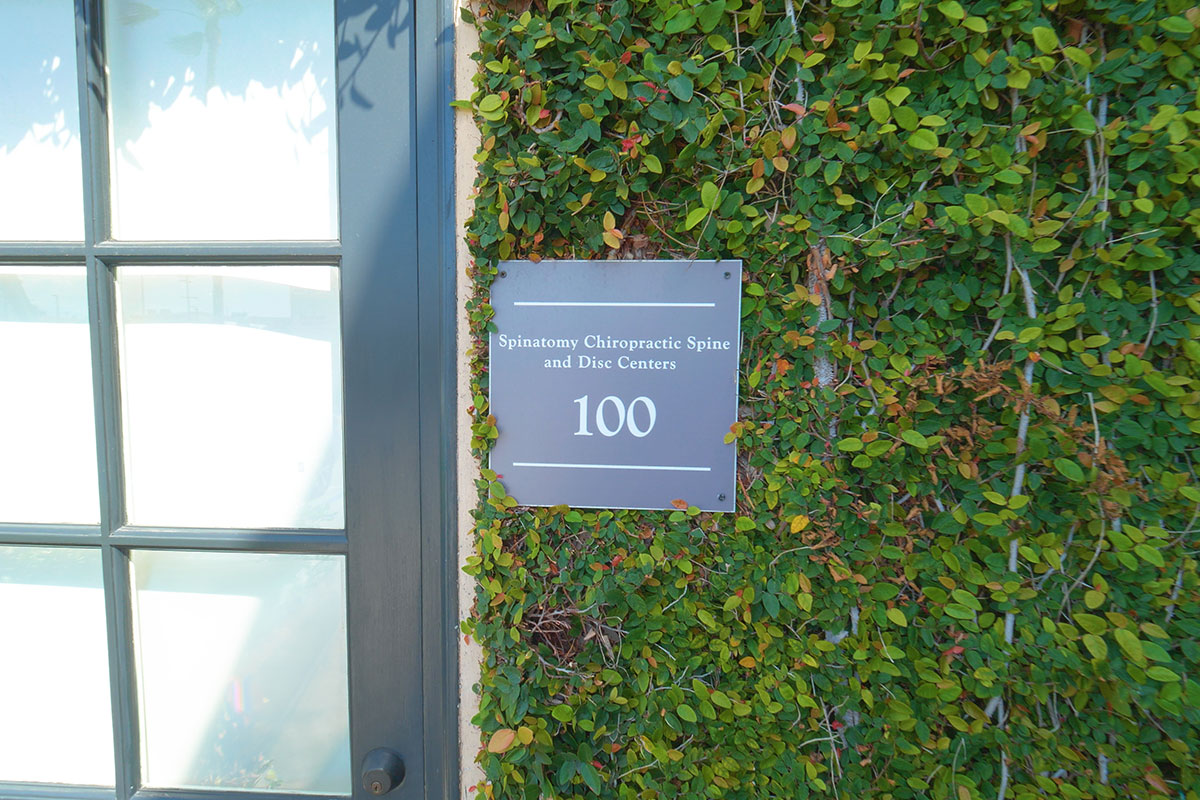 Spinatomy Chiropractic Spine
and Disc Centers
100